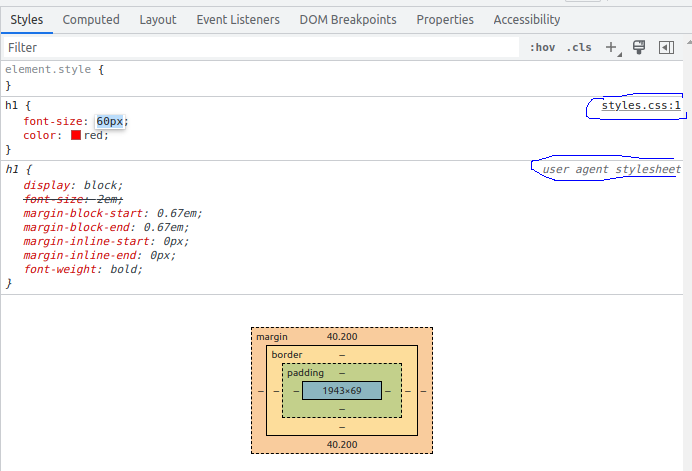 Styles Computed Layout Event Listeners DOM Breakpoints Properties Accessibility
Filter :hov .cls +
element.style {
}
h1 { styles.css:1
font-size: 60px;
color: red;
}
h1 { user agent stylesheet
display: block;
font-size: 2em;
margin-block-start: 0.67em;
margin-block-end: 0.67em;
margin-inline-start: 0px;
margin-inline-end: 0px;
font-weight: bold;
}
margin 40.200
border –
padding –
– – – 1943×69 – – –
–
–
40.200